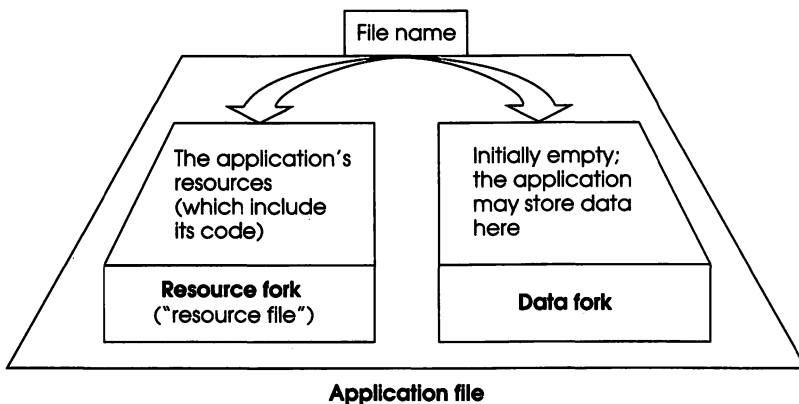 File name
The application's
resources
(which include
its code)
Resource fork
("resource file")
Initially empty;
the application
may store data
here
Data fork
Application file